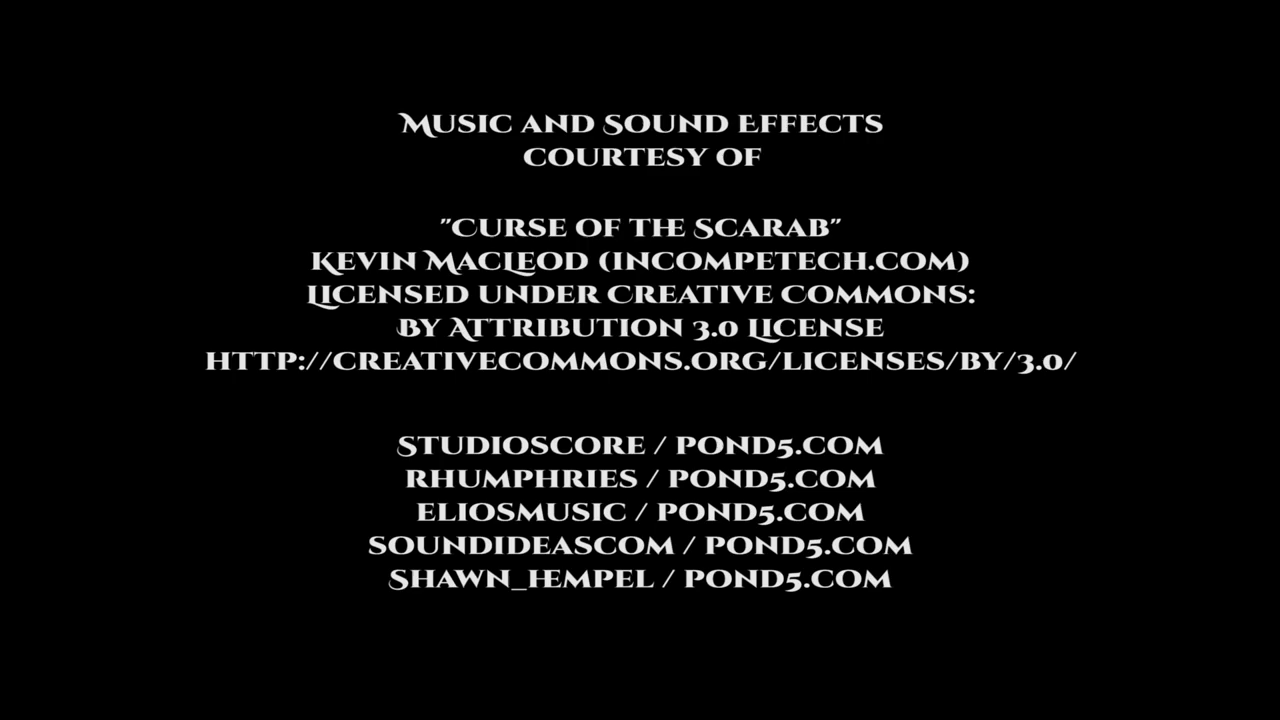 Music and Sound Effects
courtesy of
"Curse of the Scarab"
Kevin MacLeod (incompetech.com)
Licensed under Creative Commons:
By Attribution 3.0 License
http://creativecommons.org/licenses/by/3.0/
Studioscore / pond5.com
rhumphries / pond5.com
eliosmusic / pond5.com
soundideascom / pond5.com
Shawn_Hempel / pond5.com